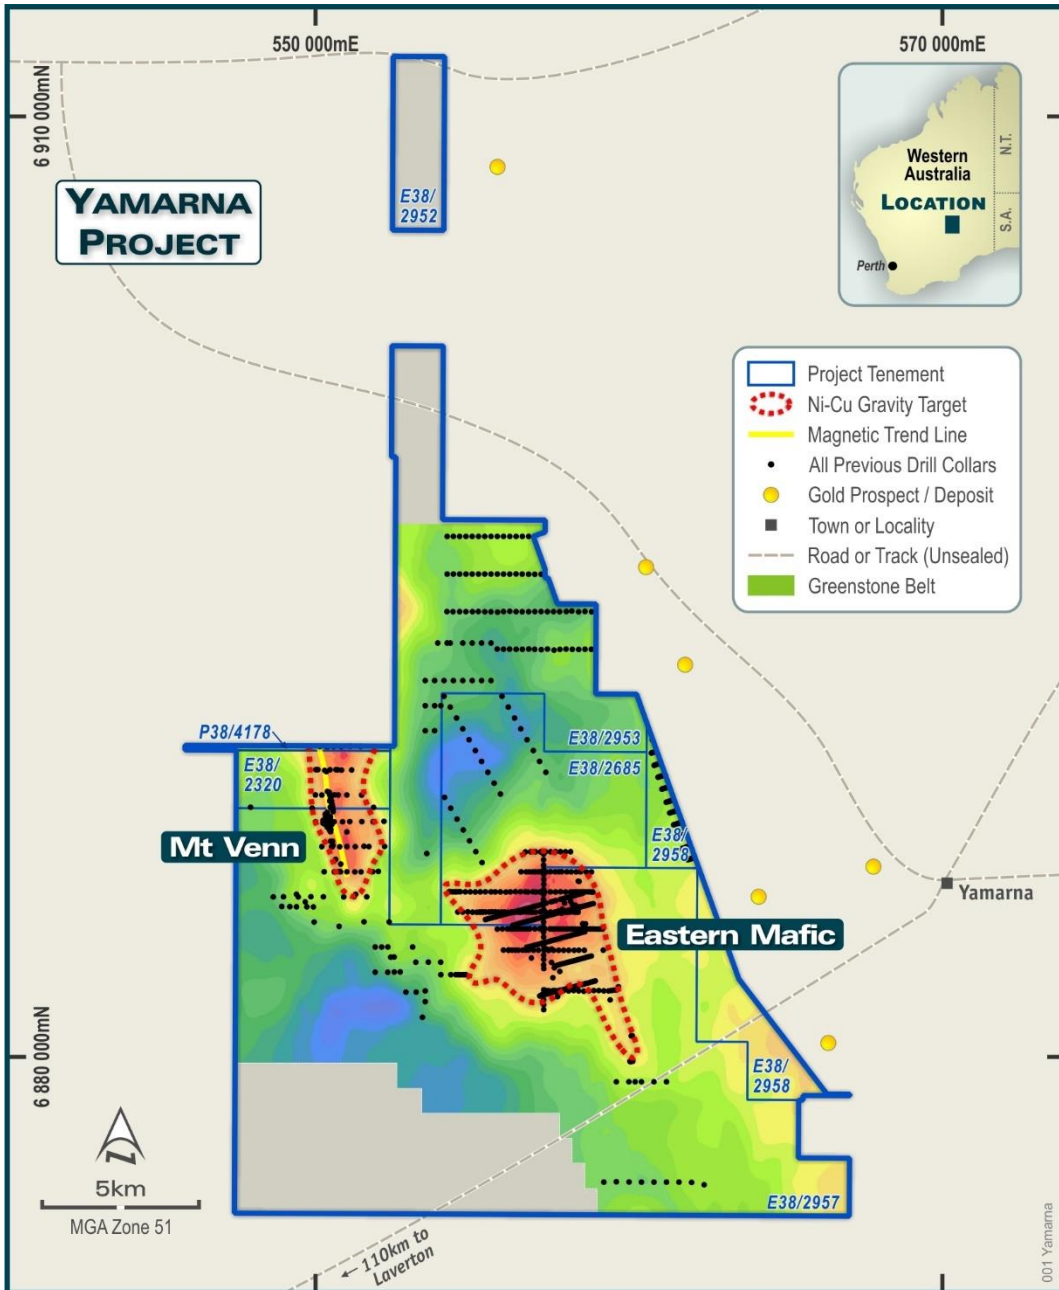 550 000mE
570 000mE
6 910 000mN
YAMARNA
PROJECT
E38/
2952
Western
Australia
LOCATION
N.T.
S.A.
Perth
Project Tenement
Ni-Cu Gravity Target
Magnetic Trend Line
All Previous Drill Collars
Gold Prospect / Deposit
Town or Locality
Road or Track (Unsealed)
Greenstone Belt
P38/4178
E38/
2320
E38/2953
E38/2685
E38/
2958
Mt Venn
Eastern Mafic
Yamarna
6 880 000mN
E38/
2958
N
5km
MGA Zone 51
E38/2957
110km to
Laverton
001 Yamarna